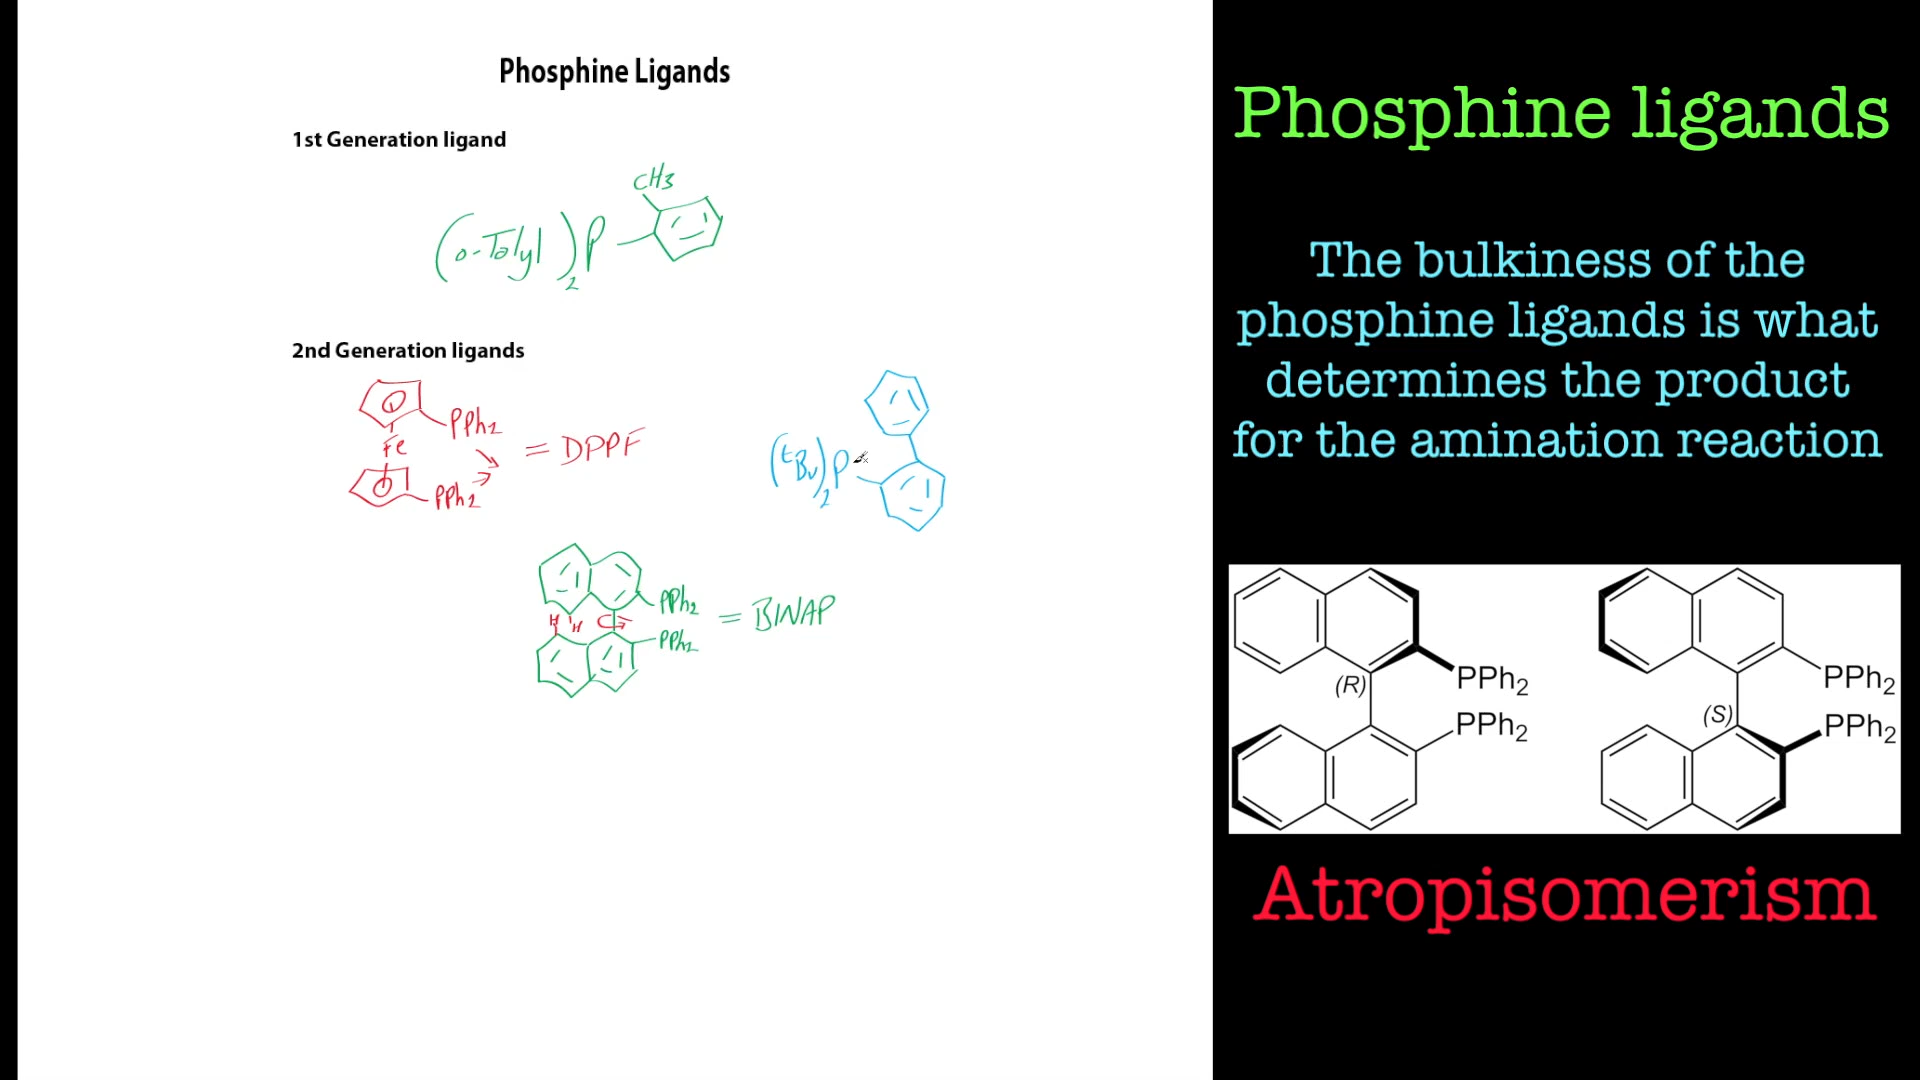 Phosphine Ligands
1st Generation ligand
CH3
(o-Tolyl)2P
2nd Generation ligands
PPh2
Fe
PPh2
= DPPF
(tBu)2P
PPh2
H H
PPh2
= BINAP
Phosphine ligands
The bulkiness of the
phosphine ligands is what
determines the product
for the amination reaction
(R)
PPh2
PPh2
(S)
PPh2
PPh2
Atropisomerism